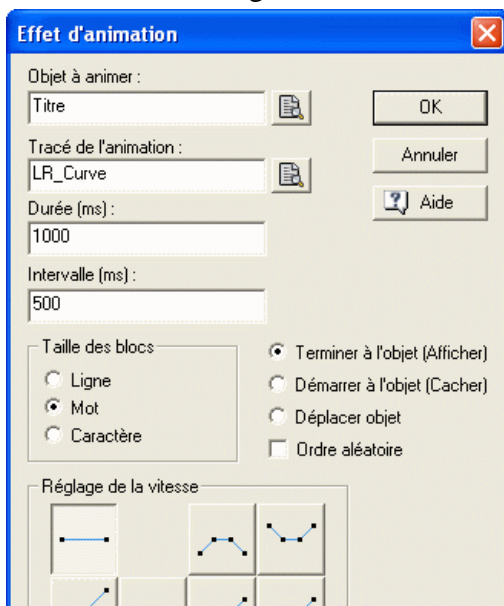 Effet d'animation
Objet à animer :
Titre
OK
Tracé de l'animation :
Annuler
LR_Curve
Aide
Durée (ms) :
1000
Intervalle (ms) :
500
Taille des blocs
Terminer à l'objet (Afficher)
Ligne
Démarrer à l'objet (Cacher)
Mot
Déplacer objet
Caractère
Ordre aléatoire
Réglage de la vitesse